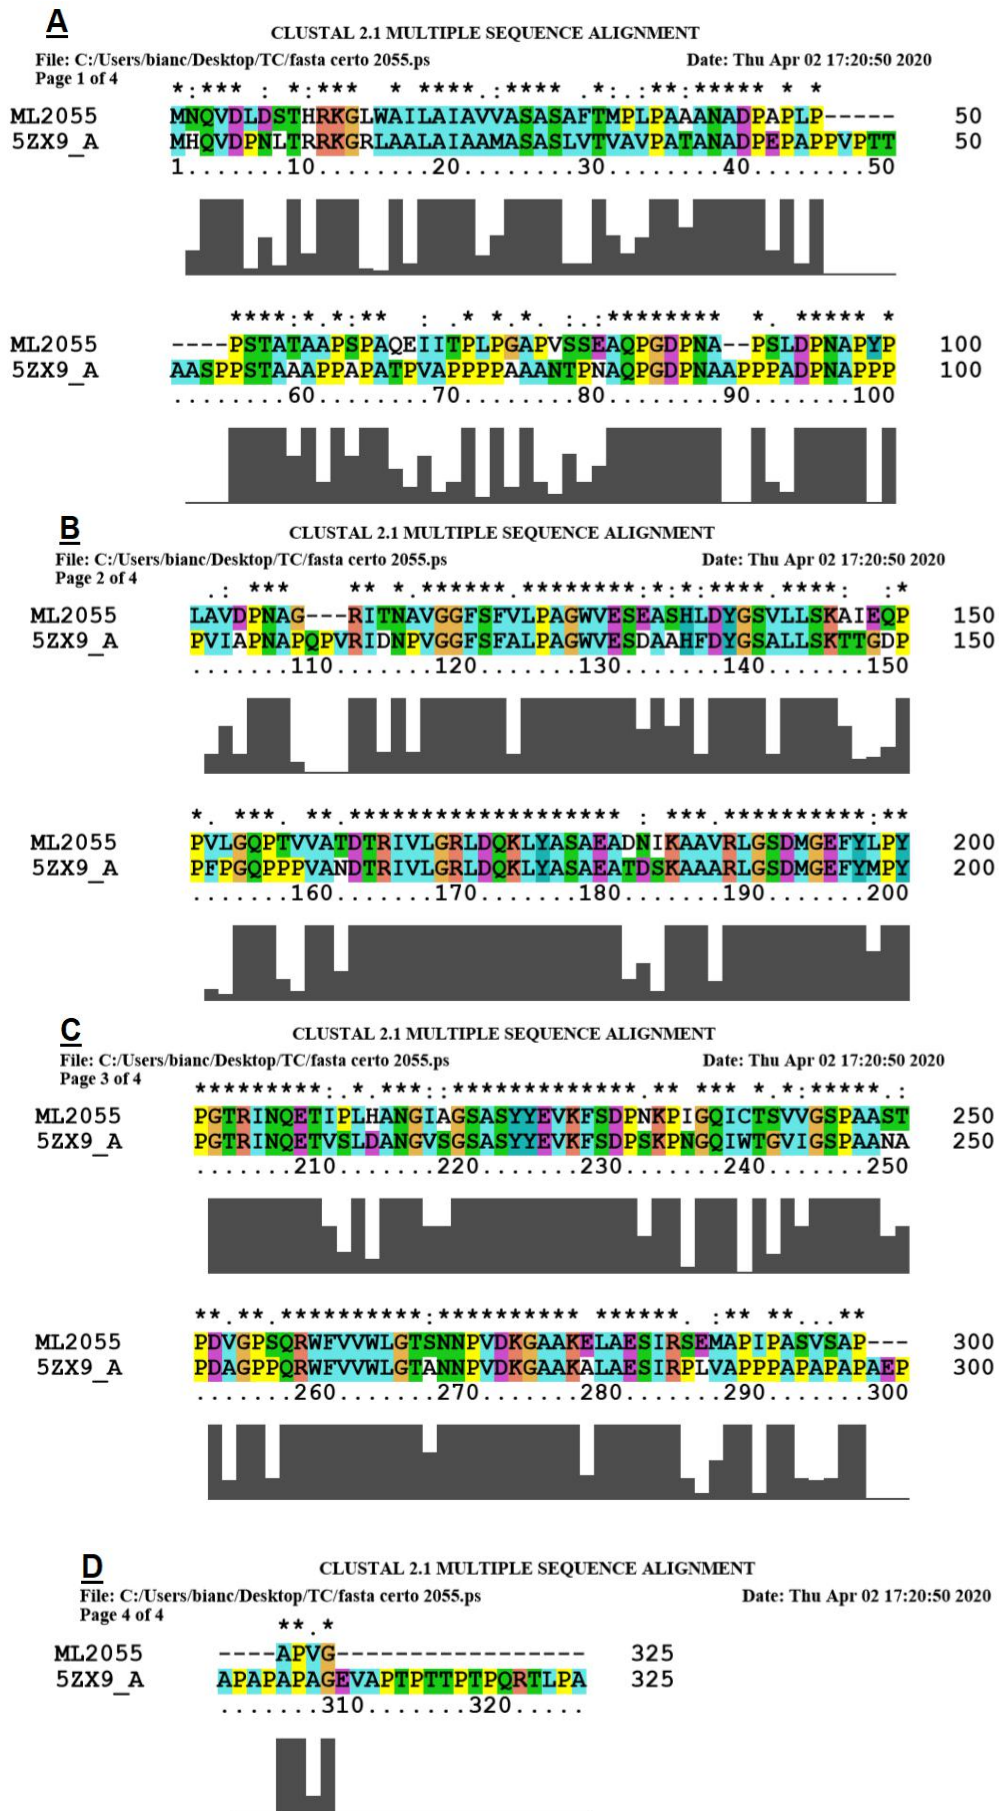 A
CLUSTAL 2.1 MULTIPLE SEQUENCE ALIGNMENT
File: C:/Users/bianc/Desktop/TC/fasta certo 2055.ps Date: Thu Apr 02 17:20:50 2020
Page 1 of 4
*:*** : *:***  * ****.:**** .*:.:**:***** * *
ML2055 MNQVDLDSTHRKGLWAILAIAVVASASAFTMPLPAAANADPAPLP----- 50
5ZX9_A MHQVDPNLTRRKGRLAALAIAAMASASLVTVAVPATANADPEPAPPVPTT 50
1.......10........20........30........40........50
****:*.*:**  : .* *.*. :.:********  *. ***** *
ML2055 ----PSTATAAPSPAQEIITPLPGAPVSSEAQPGDPNA--PSLDPNAPYP 100
5ZX9_A AASPPSTAAAPPAPATPVAPPPPAAANTPNAQPGDPNAAPPPADPNAPPP 100
........60........70........80........90.......100
B
CLUSTAL 2.1 MULTIPLE SEQUENCE ALIGNMENT
File: C:/Users/bianc/Desktop/TC/fasta certo 2055.ps Date: Thu Apr 02 17:20:50 2020
Page 2 of 4
.: ***    ** *.******.********:*:*:****.****:  :*
ML2055 LAVDPNAG---RITNAVGGFSFVLPAGWVESEASHLDYGSVLLSKAIEQP 150
5ZX9_A PVIAPNAPQPVRIDNPVGGFSFALPAGWVESDAAHFDYGSALLSKTTGDP 150
.......110.......120.......130.......140.......150
*. ***. **.******************* : ***.**********:**
ML2055 PVLGQPTVVATDTRIVLGRLDQKLYASAEADNIKAAVRLGSDMGEFYLPY 200
5ZX9_A PFPGQPPPVANDTRIVLGRLDQKLYASAEATDSKAAARLGSDMGEFYMPY 200
.......160.......170.......180.......190.......200
C
CLUSTAL 2.1 MULTIPLE SEQUENCE ALIGNMENT
File: C:/Users/bianc/Desktop/TC/fasta certo 2055.ps Date: Thu Apr 02 17:20:50 2020
Page 3 of 4
*********:.*.***::*************.** *** *.*:*****.:
ML2055 PGTRINQETIPLHANGIAGSASYYEVKFSDPNKPIGQICTSVVGSPAAST 250
5ZX9_A PGTRINQETVSLDANGVSGSASYYEVKFSDPSKPNGQIWTGVIGSPAANA 250
.......210.......220.......230.......240.......250
**.**.**********:**********.******. :**.**...**
ML2055 PDVGPSQRWFVVWLGTSNNPVDKGAAKELAESIRSEMAPIPASVSAP--- 300
5ZX9_A PDAGPPQRWFVVWLGTANNPVDKGAAKALAESIRPLVAPPPAPAPAPAEP 300
.......260.......270.......280.......290.......300
D
CLUSTAL 2.1 MULTIPLE SEQUENCE ALIGNMENT
File: C:/Users/bianc/Desktop/TC/fasta certo 2055.ps Date: Thu Apr 02 17:20:50 2020
Page 4 of 4
**.*
ML2055 ----APVG----------------- 325
5ZX9_A APAPAPAGEVAPTPTTPTPQRTLPA 325
.......310.......320.....